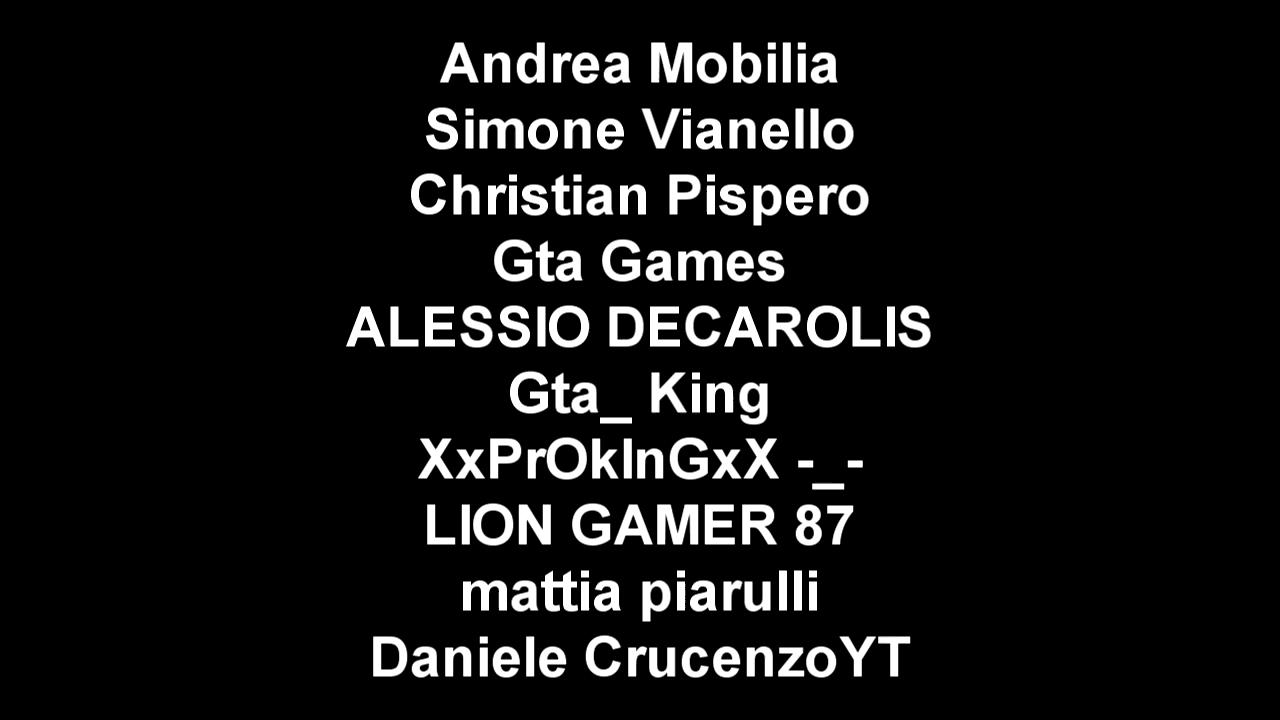 Andrea Mobilia
Simone Vianello
Christian Pispero
Gta Games
ALESSIO DECAROLIS
Gta_ King
XxPrOkInGxX -_-
LION GAMER 87
mattia piarulli
Daniele CrucenzoYT